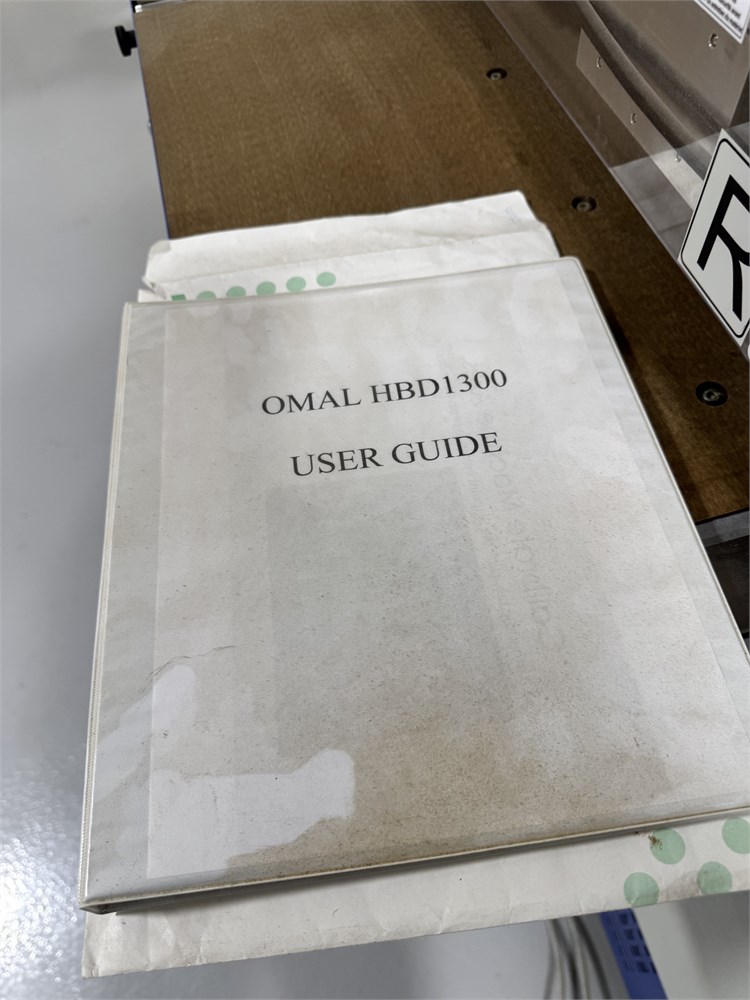 OMAL HBD1300
USER GUIDE
R